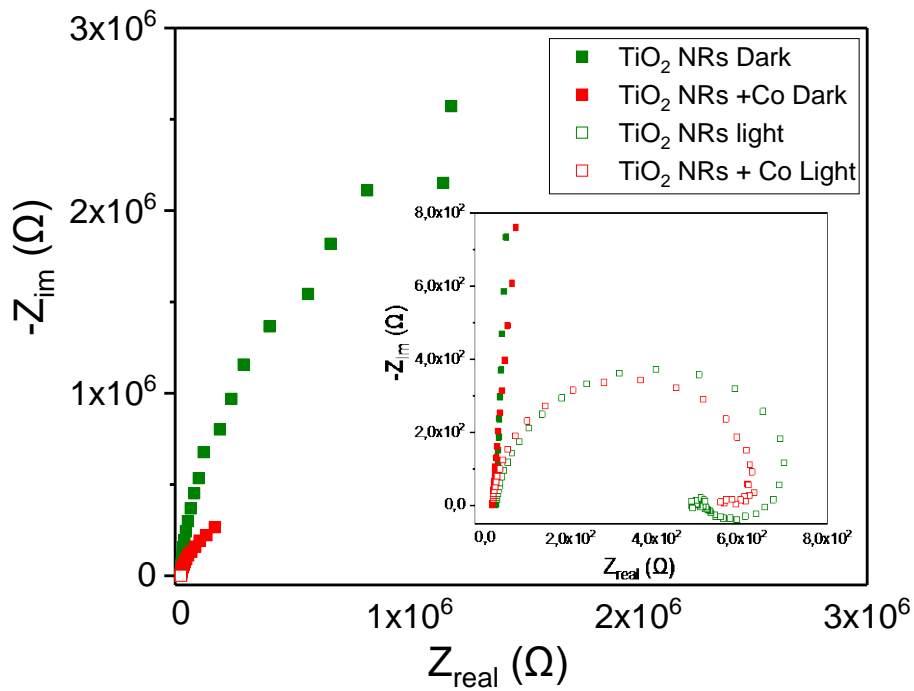 3x10⁶
2x10⁶
1x10⁶
0
-Z_im (Ω)
TiO₂ NRs Dark
TiO₂ NRs +Co Dark
TiO₂ NRs light
TiO₂ NRs + Co Light
8,0x10²
6,0x10²
4,0x10²
2,0x10²
0,0
-Z_im (Ω)
0,0 2,0x10² 4,0x10² 6,0x10² 8,0x10²
Z_real (Ω)
0 1x10⁶ 2x10⁶ 3x10⁶
Z_real (Ω)